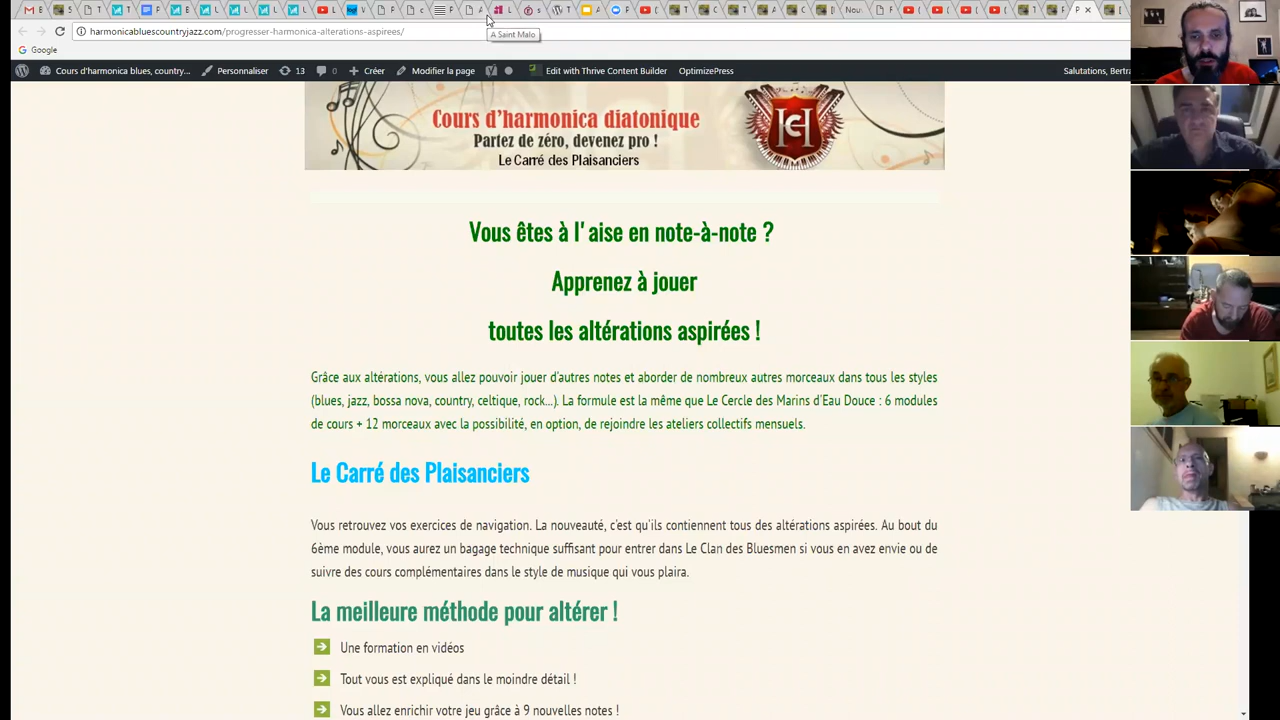 harmonicabluescountryjazz.com/progresser-harmonica-alterations-aspirees/
A Saint Malo
Google
Cours d'harmonica blues, country... Personnaliser 13 0 Créer Modifier la page Edit with Thrive Content Builder OptimizePress Salutations, Bertra
Cours d'harmonica diatonique
Partez de zéro, devenez pro !
Le Carré des Plaisanciers
Vous êtes à l'aise en note-à-note ?
Apprenez à jouer
toutes les altérations aspirées !
Grâce aux altérations, vous allez pouvoir jouer d'autres notes et aborder de nombreux autres morceaux dans tous les styles
(blues, jazz, bossa nova, country, celtique, rock...). La formule est la même que Le Cercle des Marins d'Eau Douce : 6 modules
de cours + 12 morceaux avec la possibilité, en option, de rejoindre les ateliers collectifs mensuels.
Le Carré des Plaisanciers
Vous retrouvez vos exercices de navigation. La nouveauté, c'est qu'ils contiennent tous des altérations aspirées. Au bout du
6ème module, vous aurez un bagage technique suffisant pour entrer dans Le Clan des Bluesmen si vous en avez envie ou de
suivre des cours complémentaires dans le style de musique qui vous plaira.
La meilleure méthode pour altérer !
Une formation en vidéos
Tout vous est expliqué dans le moindre détail !
Vous allez enrichir votre jeu grâce à 9 nouvelles notes !